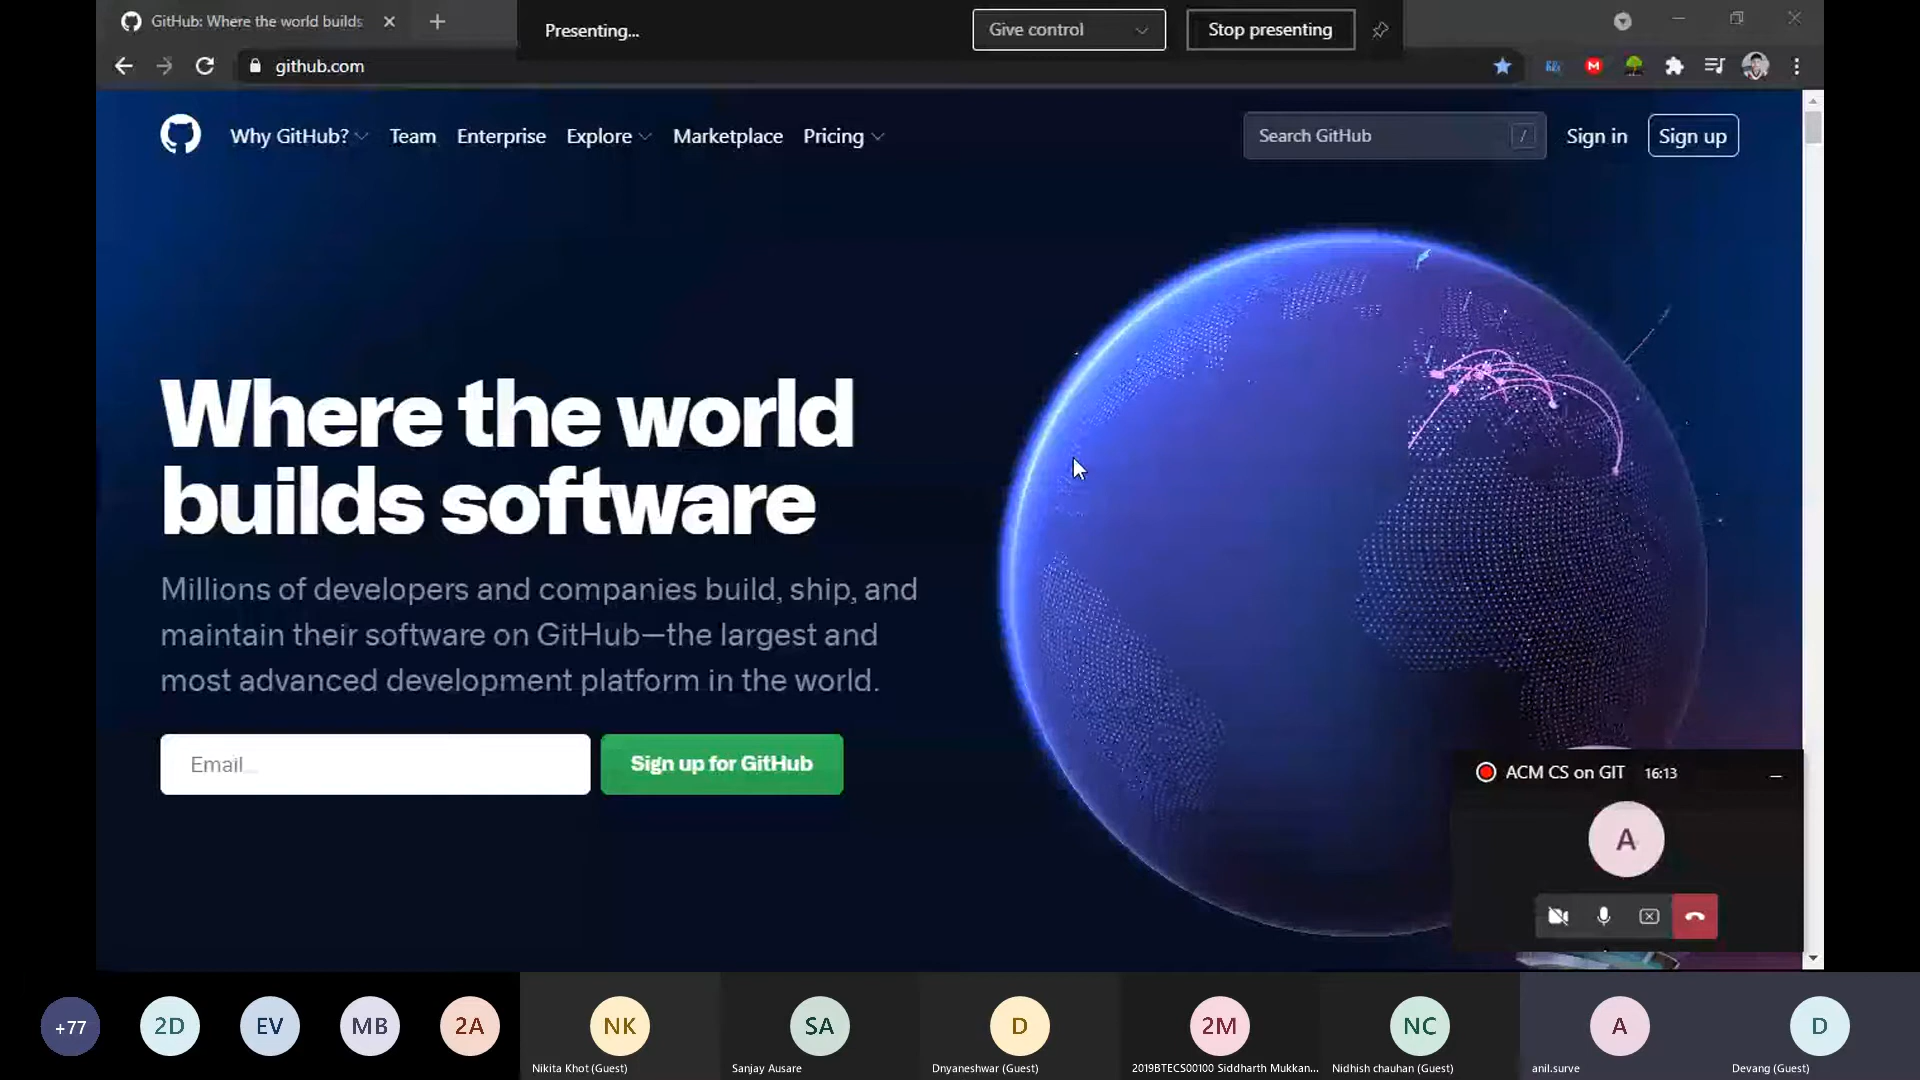 GitHub: Where the world builds
Presenting...
Give control
Stop presenting
github.com
Why GitHub?
Team
Enterprise
Explore
Marketplace
Pricing
Search GitHub
/
Sign in
Sign up
Where the world
builds software
Millions of developers and companies build, ship, and
maintain their software on GitHub—the largest and
most advanced development platform in the world.
Email
Sign up for GitHub
ACM CS on GIT 16:13
A
+77
2D
EV
MB
2A
NK
SA
D
2M
NC
A
D
Nikita Khot (Guest)
Sanjay Ausare
Dnyaneshwar (Guest)
2019BTECS00100 Siddharth Mukkan...
Nidhish chauhan (Guest)
anil.surve
Devang (Guest)